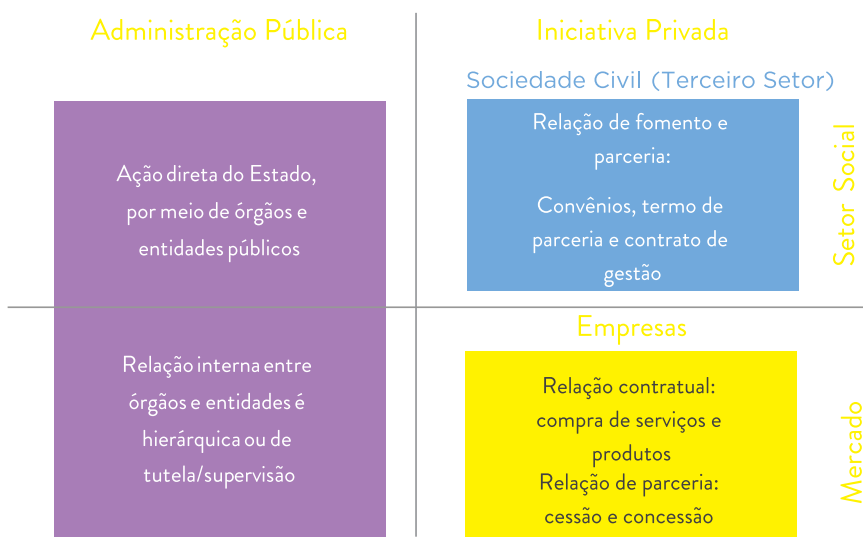 Administração Pública
Iniciativa Privada
Sociedade Civil (Terceiro Setor)
Ação direta do Estado,
por meio de órgãos e
entidades públicos
Relação de fomento e
parceria:
Convênios, termo de
parceria e contrato de
gestão
Setor Social
Relação interna entre
órgãos e entidades é
hierárquica ou de
tutela/supervisão
Empresas
Relação contratual:
compra de serviços e
produtos
Relação de parceria:
cessão e concessão
Mercado